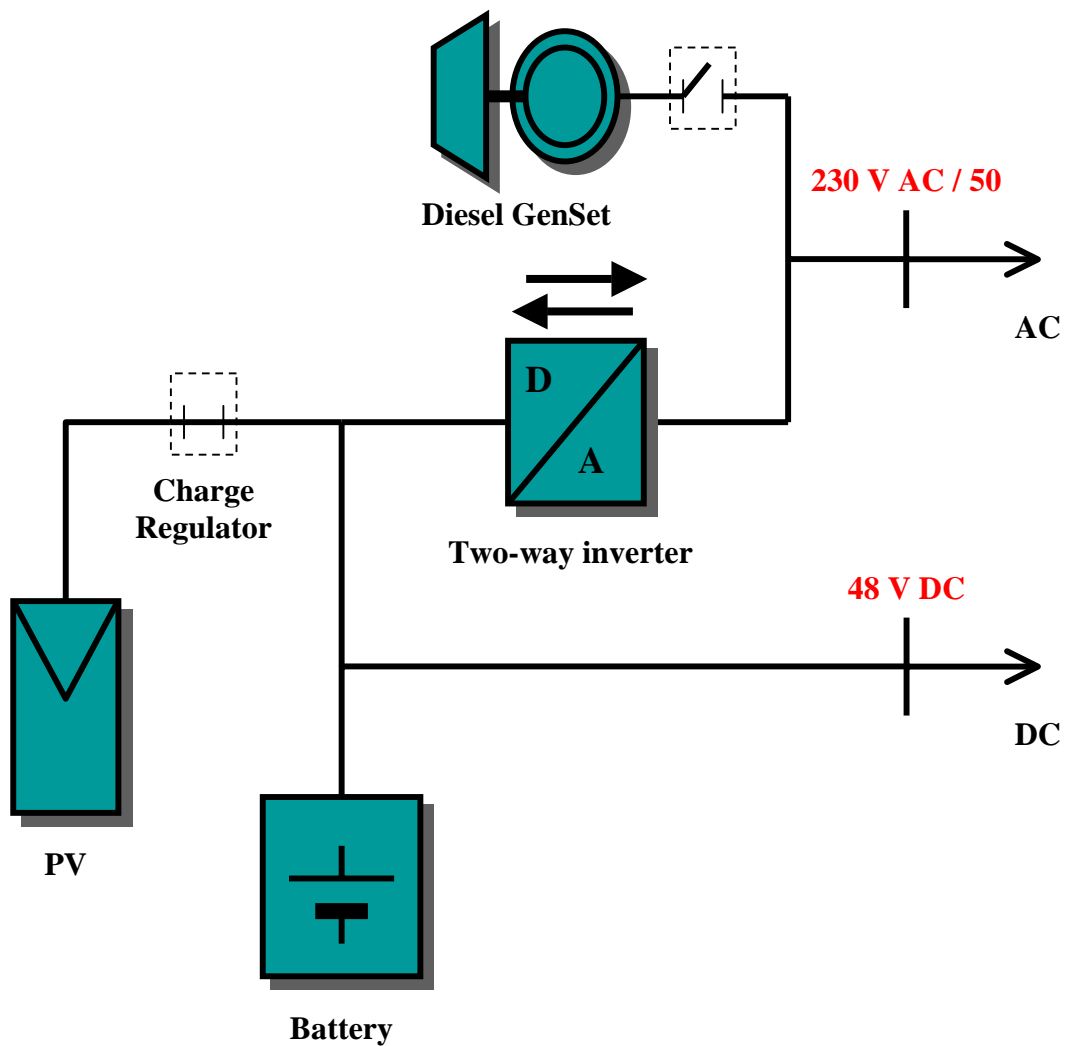 230 V AC / 50
Diesel GenSet
AC
D
A
Charge
Regulator
Two-way inverter
48 V DC
DC
PV
Battery